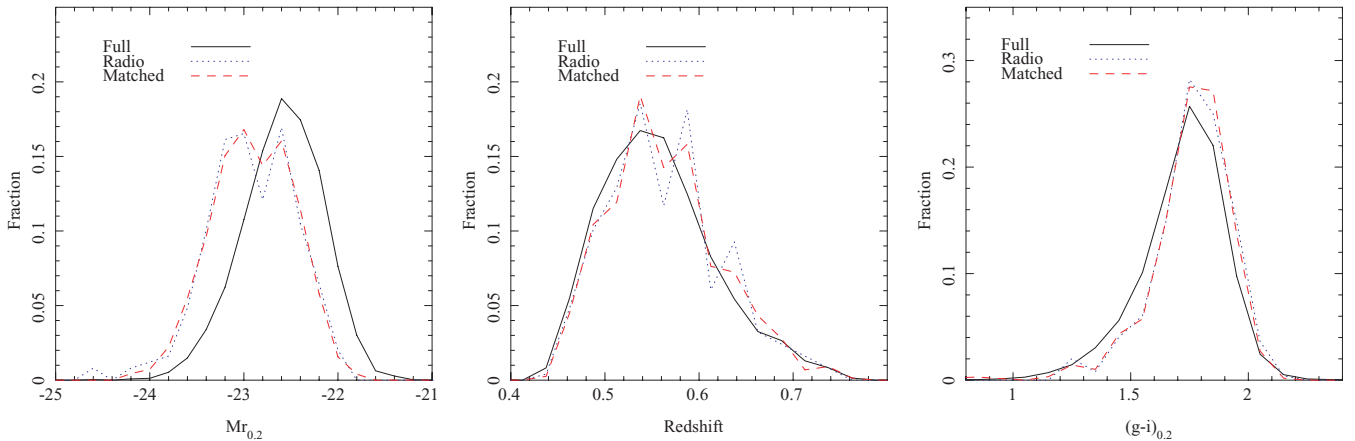 Full
Radio
Matched
Fraction
0
0.05
0.1
0.15
0.2
-25
-24
-23
-22
-21
Mr0.2
Full
Radio
Matched
Fraction
0
0.05
0.1
0.15
0.2
0.4
0.5
0.6
0.7
Redshift
Full
Radio
Matched
Fraction
0
0.1
0.2
0.3
1
1.5
2
(g-i)0.2